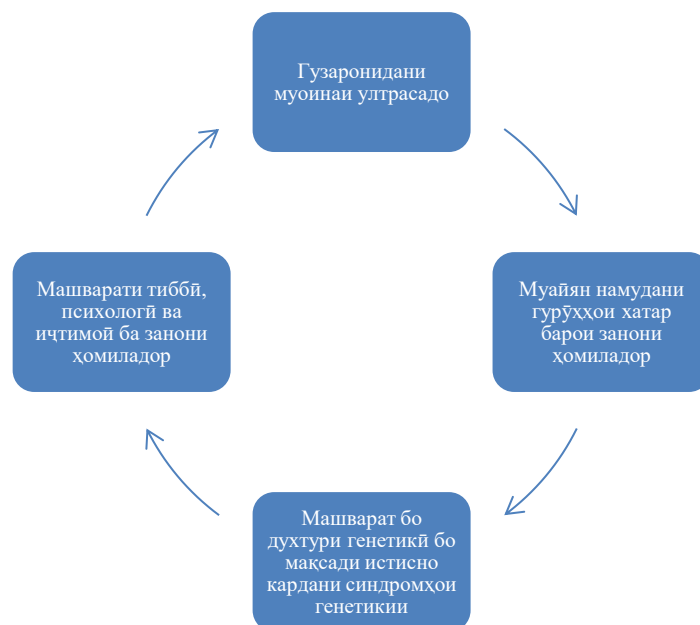 Гузаронидани
муоинаи ултрасадо
Муайян намудани
гурӯҳҳои хатар
барои занони
ҳомиладор
Машварат бо
духтури генетикӣ бо
мақсади истисно
кардани синдромҳои
генетикии
Машварати тиббӣ,
психологӣ ва
иҷтимоӣ ба занони
ҳомиладор